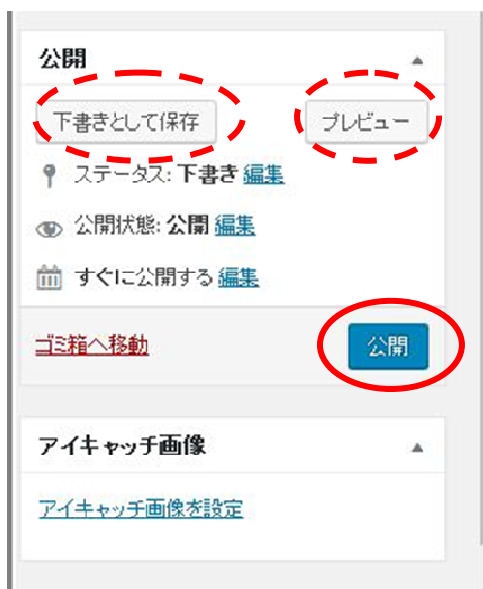 公開
下書きとして保存 プレビュー
ステータス: 下書き 編集
公開状態: 公開 編集
すぐに公開する 編集
ゴミ箱へ移動 公開
アイキャッチ画像
アイキャッチ画像を設定